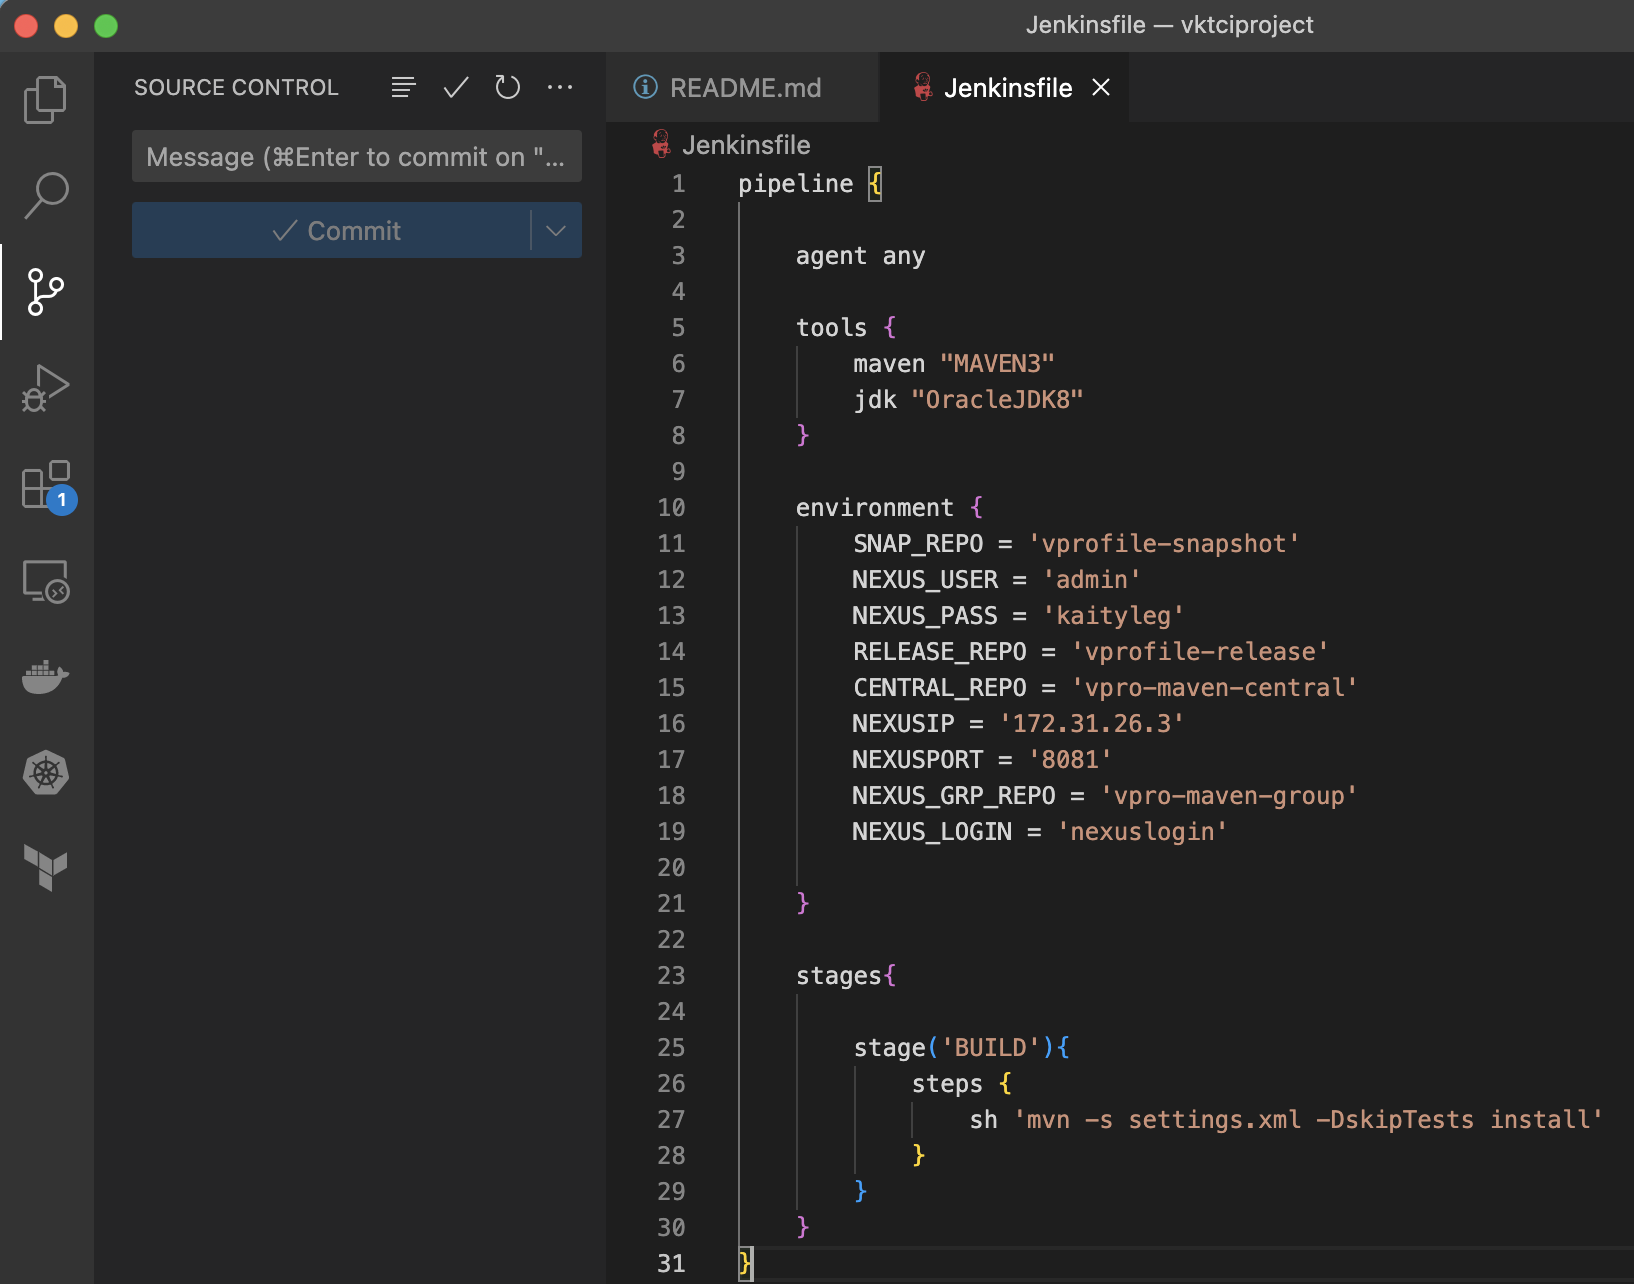 Jenkinsfile — vktciproject
SOURCE CONTROL
Message (⌘Enter to commit on "...
Commit
1
README.md
Jenkinsfile
Jenkinsfile
1 pipeline {
2
3     agent any
4
5     tools {
6         maven "MAVEN3"
7         jdk "OracleJDK8"
8     }
9
10     environment {
11         SNAP_REPO = 'vprofile-snapshot'
12         NEXUS_USER = 'admin'
13         NEXUS_PASS = 'kaityleg'
14         RELEASE_REPO = 'vprofile-release'
15         CENTRAL_REPO = 'vpro-maven-central'
16         NEXUSIP = '172.31.26.3'
17         NEXUSPORT = '8081'
18         NEXUS_GRP_REPO = 'vpro-maven-group'
19         NEXUS_LOGIN = 'nexuslogin'
20
21     }
22
23     stages{
24
25         stage('BUILD'){
26             steps {
27                 sh 'mvn -s settings.xml -DskipTests install'
28             }
29         }
30     }
31 }